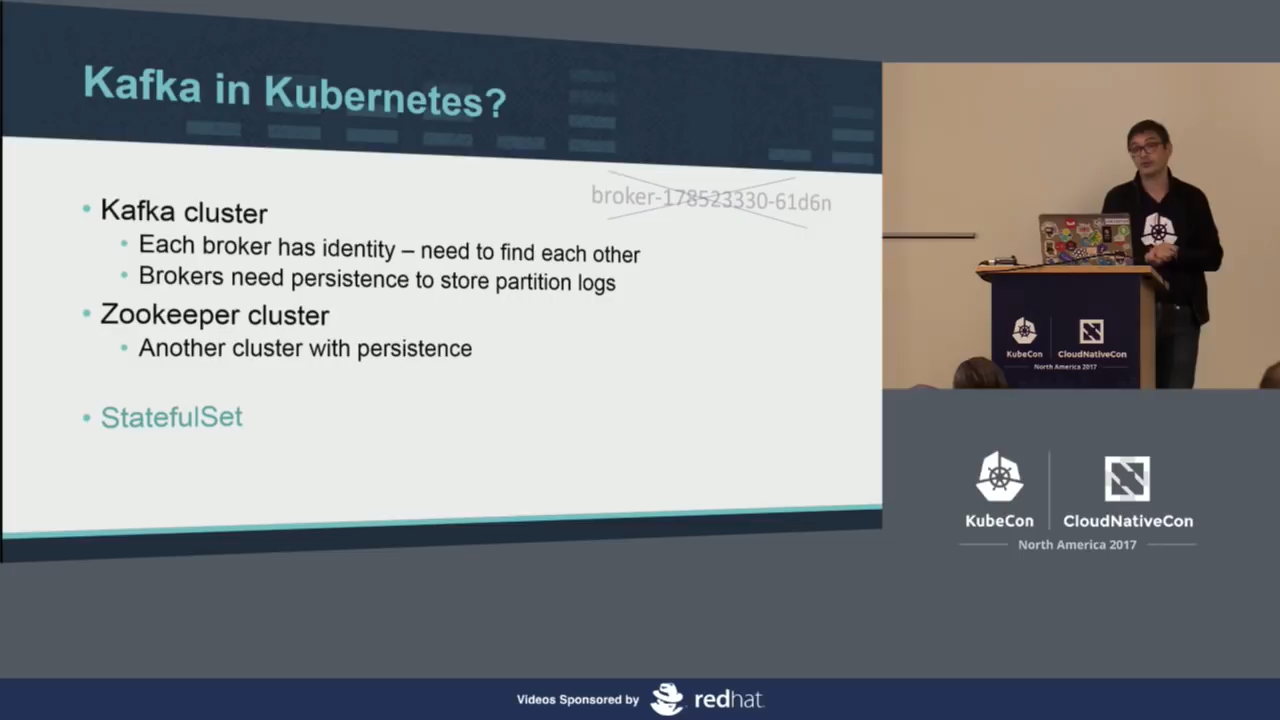 Kafka in Kubernetes?
broker-178523330-61d6n
• Kafka cluster
• Each broker has identity – need to find each other
• Brokers need persistence to store partition logs
• Zookeeper cluster
• Another cluster with persistence
• StatefulSet
KubeCon
CloudNativeCon
North America 2017
KubeCon
CloudNativeCon
North America 2017
Videos Sponsored by
redhat.